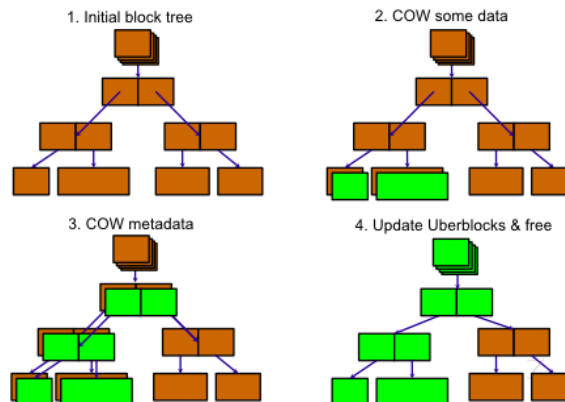 1. Initial block tree
2. COW some data
3. COW metadata
4. Update Uberblocks & free